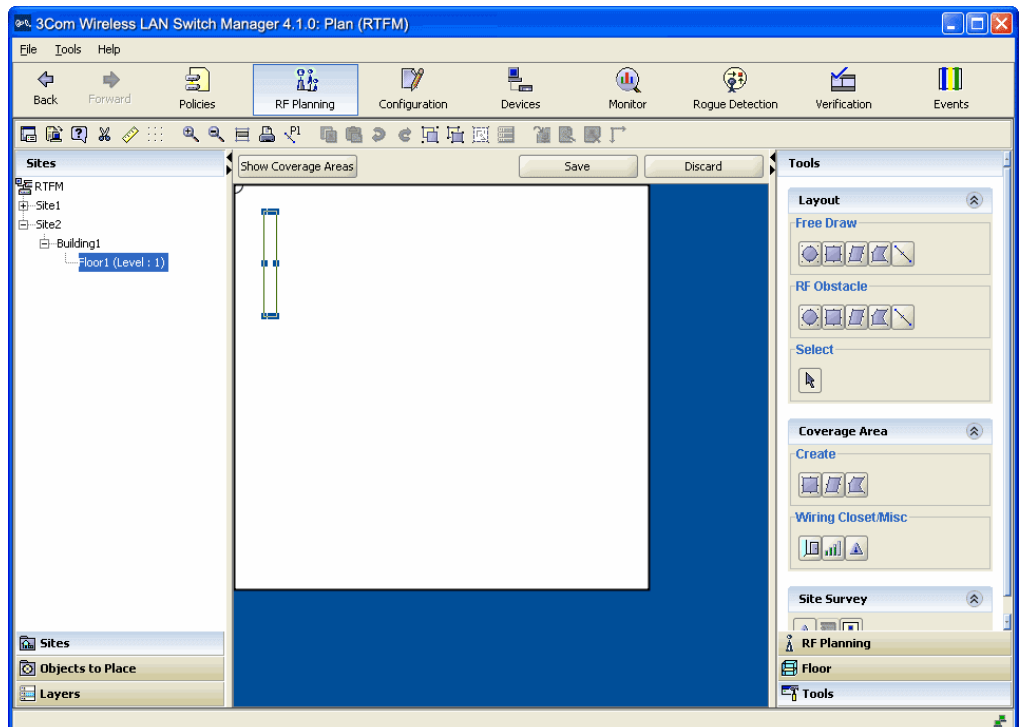 3Com Wireless LAN Switch Manager 4.1.0: Plan (RTFM)
File Tools Help
Back Forward Policies RF Planning Configuration Devices Monitor Rogue Detection Verification Events
P1
Sites
Show Coverage Areas Save Discard
Tools
RTFM
Site1
Site2
Building1
Floor1 (Level : 1)
Layout
Free Draw
RF Obstacle
Select
Coverage Area
Create
Wiring Closet/Misc
Site Survey
Sites
Objects to Place
Layers
RF Planning
Floor
Tools